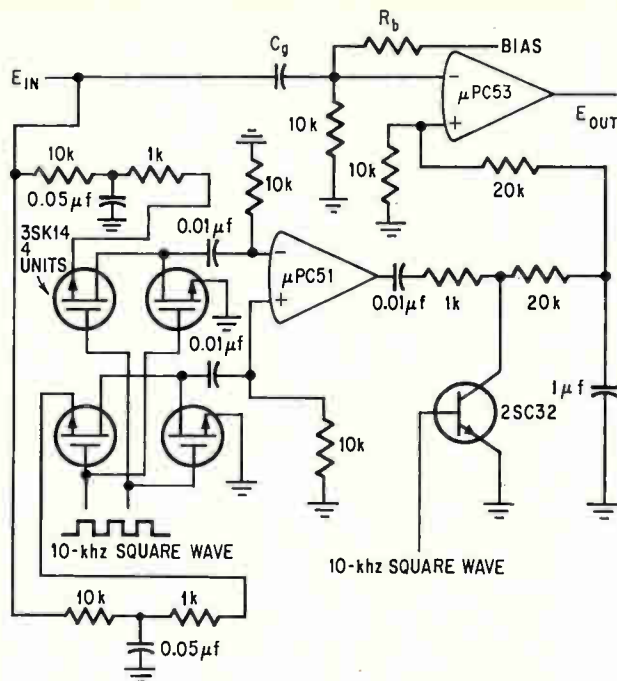 R_b
BIAS
C_g
E_IN
−
μPC53
+
E_OUT
10k
10k
20k
10k
1k
0.05μf
10k
3SK14
4
UNITS
0.01μf
−
μPC51
+
0.01μf
1k
20k
0.01μf
1μf
2SC32
10k
10-khz SQUARE WAVE
10-khz SQUARE WAVE
10k
1k
0.05μf